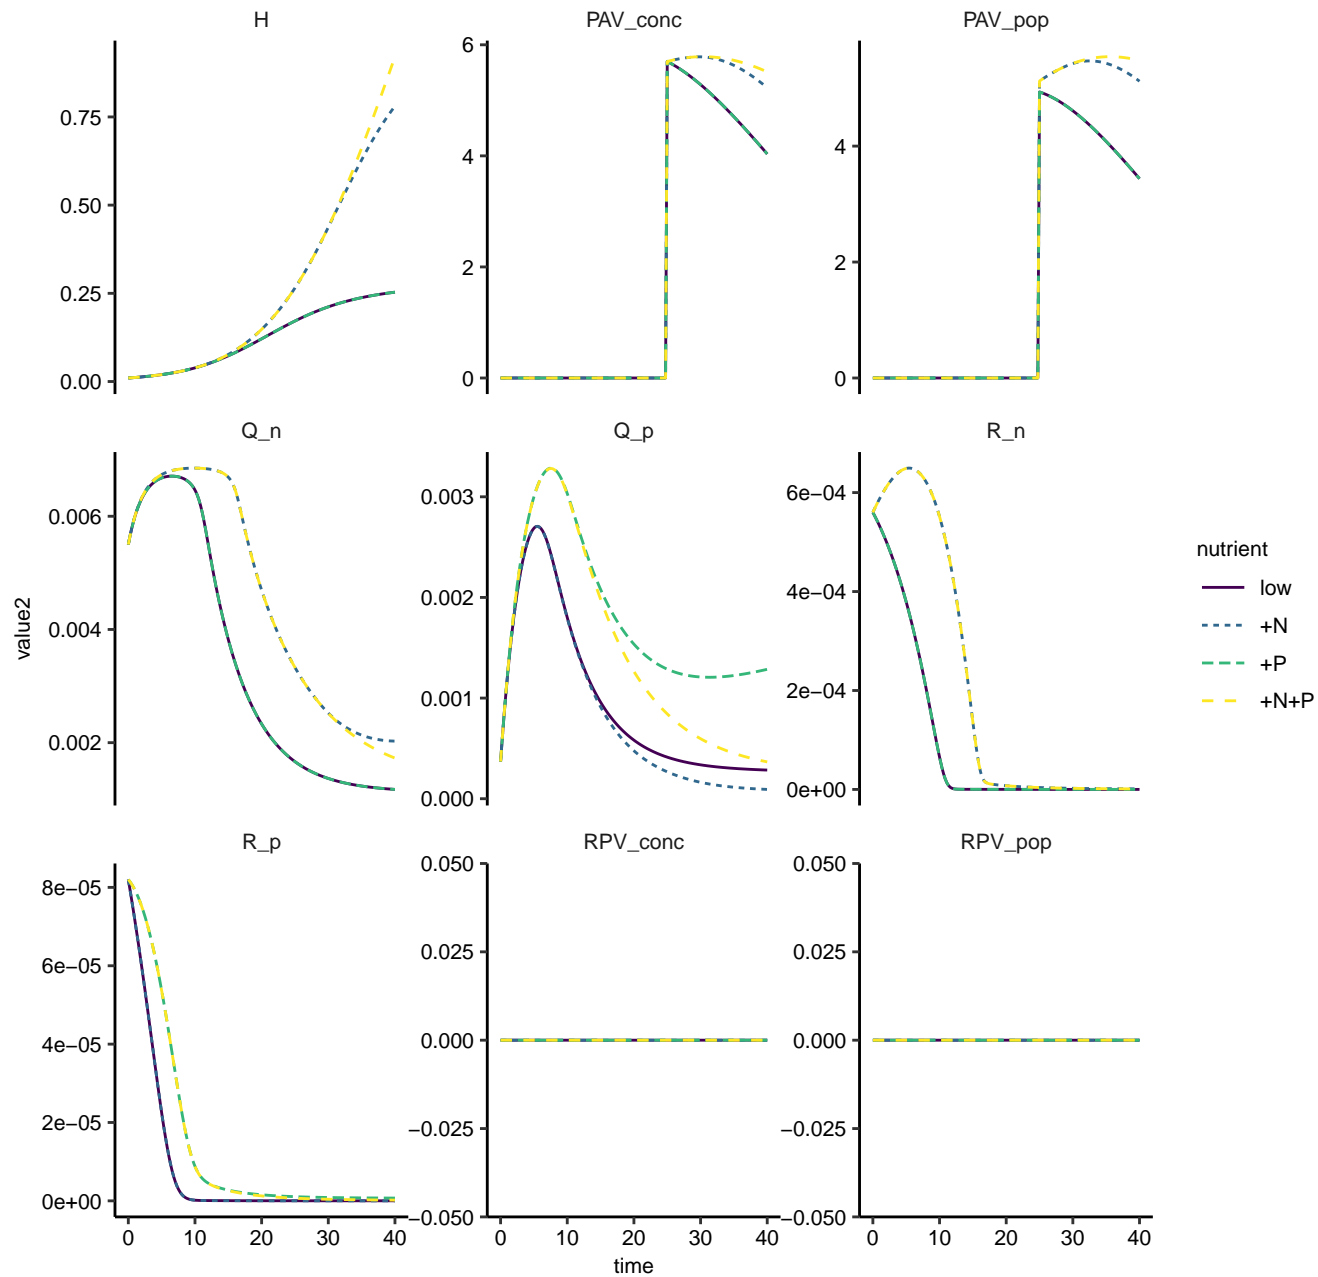 H
PAV_conc
PAV_pop
0.75
0.50
0.25
0.00
6
4
2
0
4
2
0
Q_n
Q_p
R_n
0.006
0.004
0.002
0.003
0.002
0.001
0.000
6e−04
4e−04
2e−04
0e+00
R_p
RPV_conc
RPV_pop
8e−05
6e−05
4e−05
2e−05
0e+00
0.050
0.025
0.000
−0.025
−0.050
0.050
0.025
0.000
−0.025
−0.050
0 10 20 30 40
0 10 20 30 40
0 10 20 30 40
time
value2
nutrient
low
+N
+P
+N+P